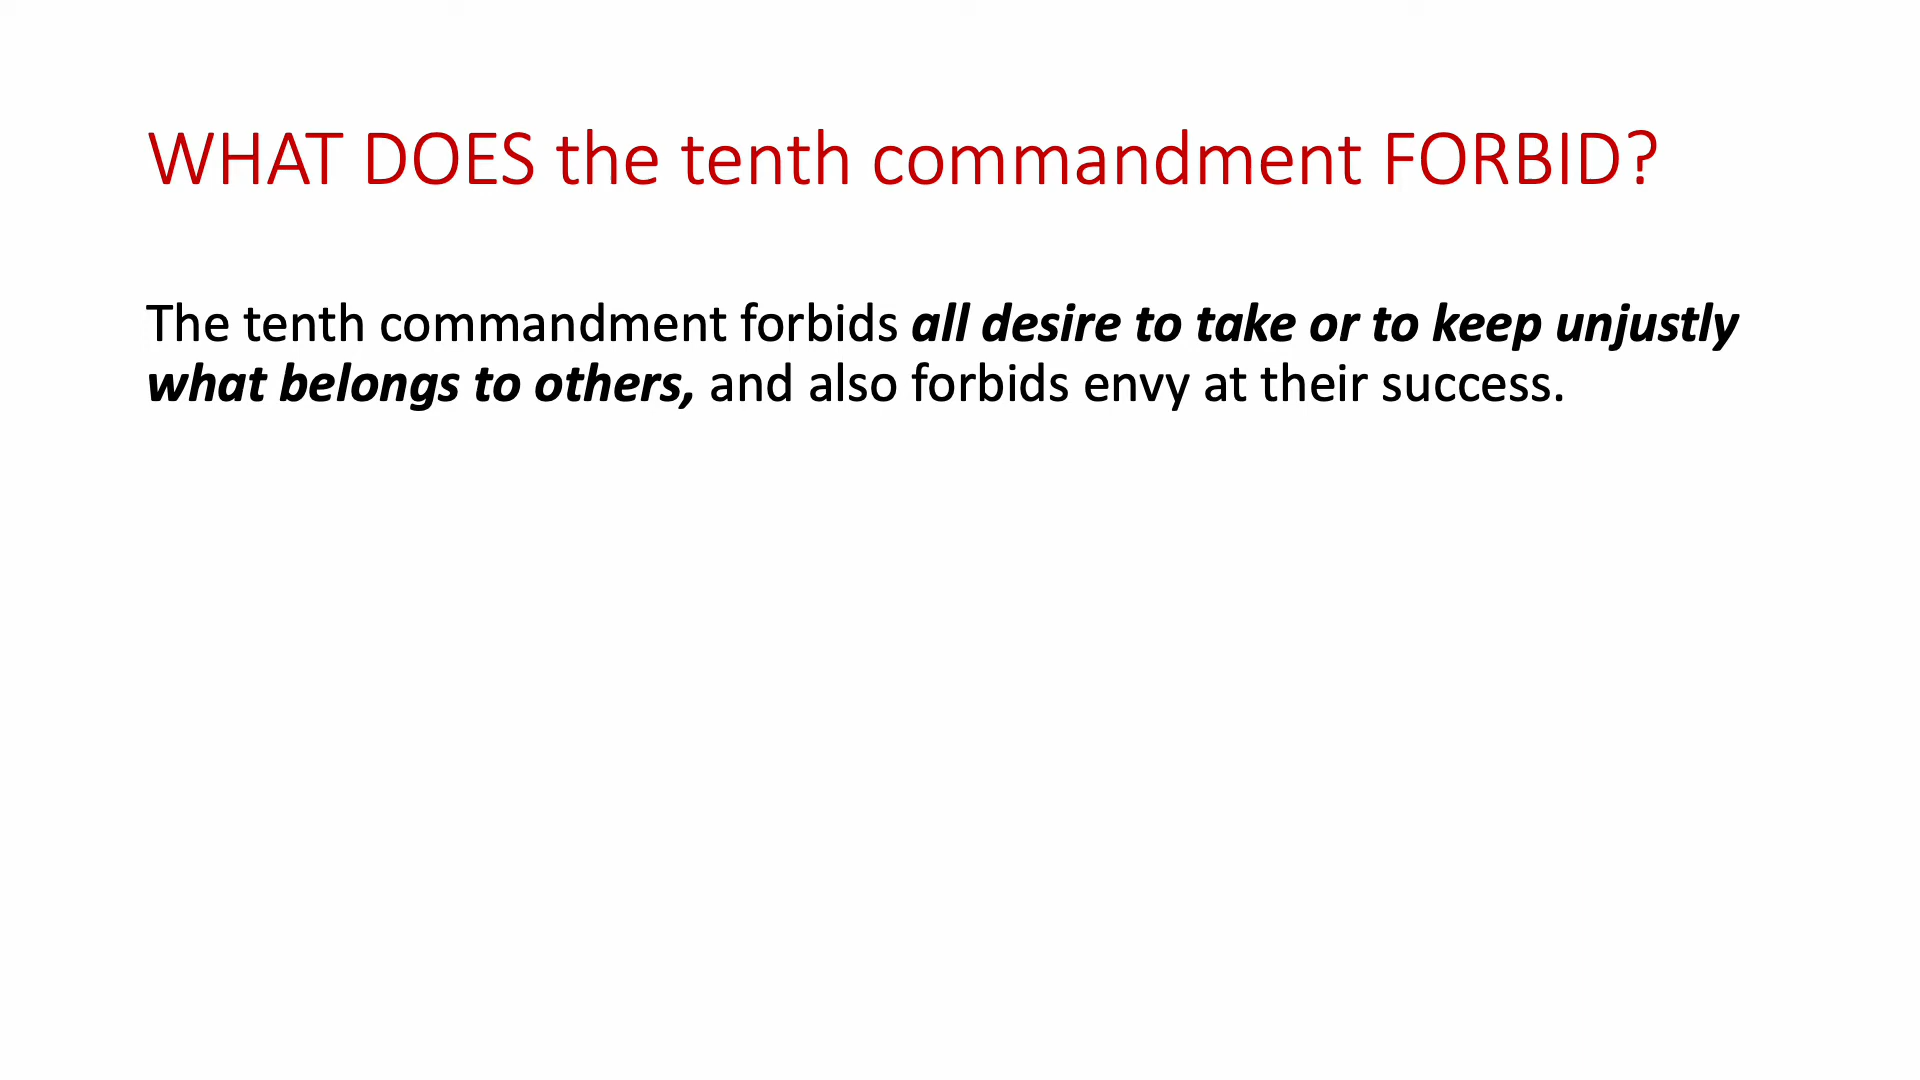 WHAT DOES the tenth commandment FORBID?
The tenth commandment forbids all desire to take or to keep unjustly
what belongs to others, and also forbids envy at their success.